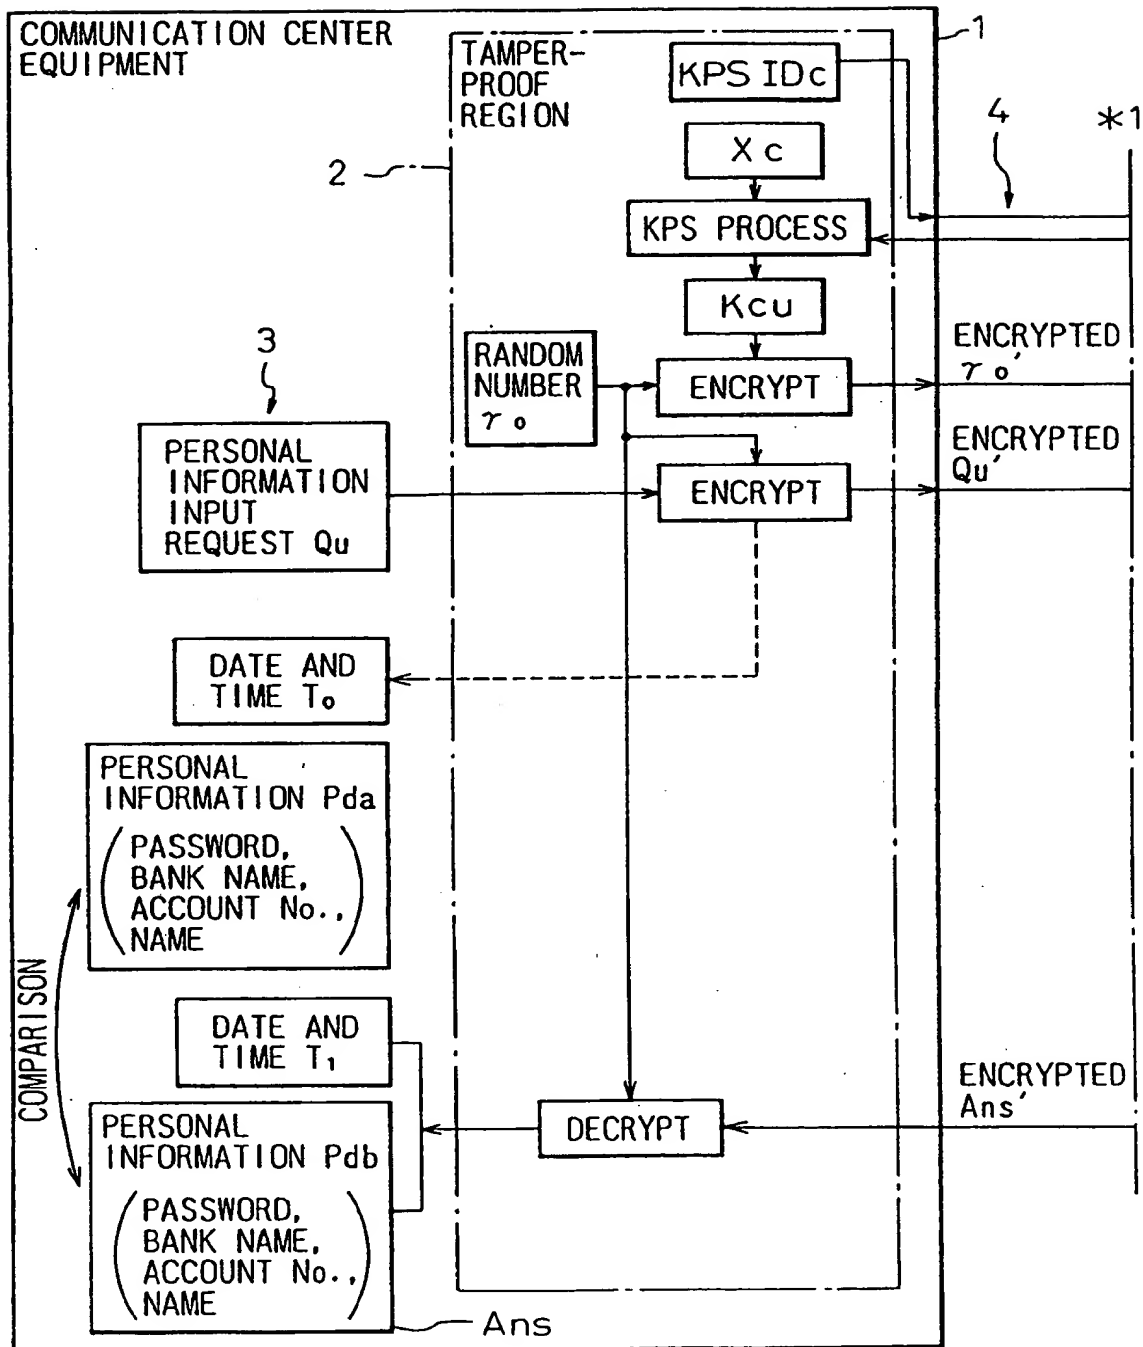 COMMUNICATION CENTER
EQUIPMENT
1
TAMPER-
PROOF
REGION
KPS IDc
4
*1
Xc
2
KPS PROCESS
Kcu
3
RANDOM
NUMBER
γo
ENCRYPT
ENCRYPTED
γo′
PERSONAL
INFORMATION
INPUT
REQUEST Qu
ENCRYPT
ENCRYPTED
Qu′
DATE AND
TIME To
PERSONAL
INFORMATION Pda
PASSWORD,
BANK NAME,
ACCOUNT No.,
NAME
COMPARISON
DATE AND
TIME T1
DECRYPT
ENCRYPTED
Ans′
PERSONAL
INFORMATION Pdb
PASSWORD,
BANK NAME,
ACCOUNT No.,
NAME
Ans